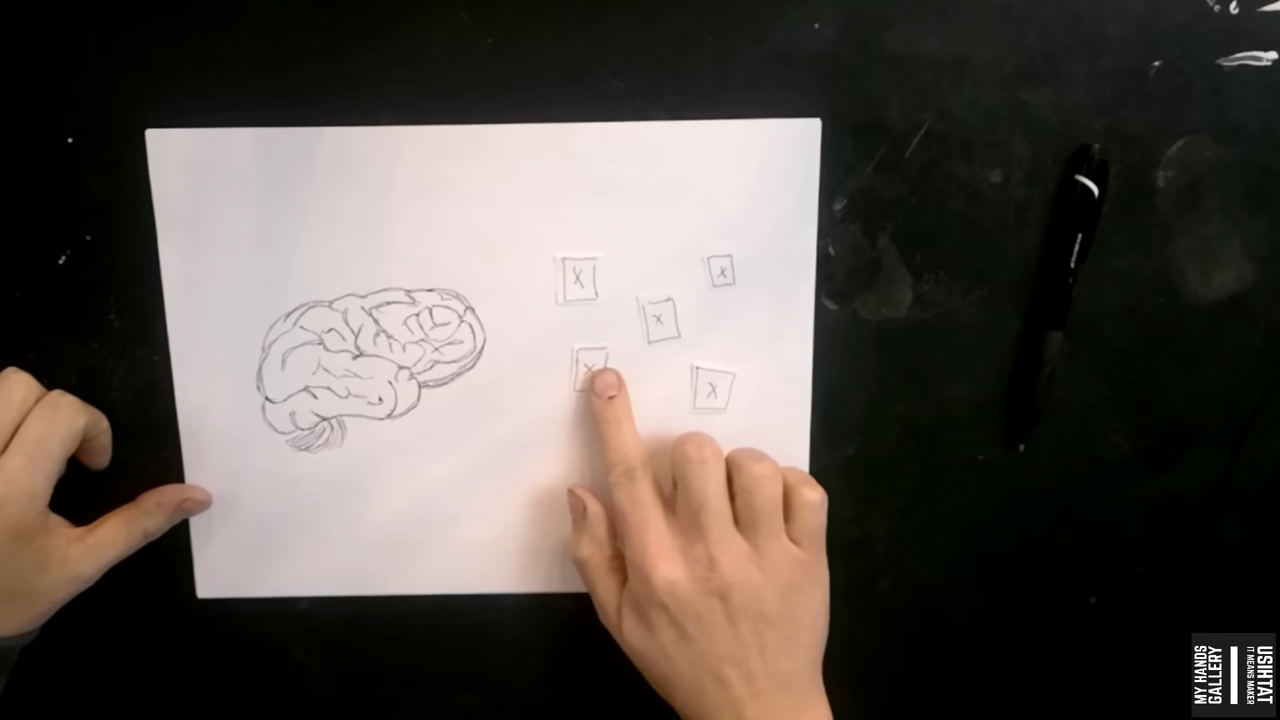 X
x
x
x
x
MY HANDS
GALLERY
USIHTAT
IT MEANS MAKER